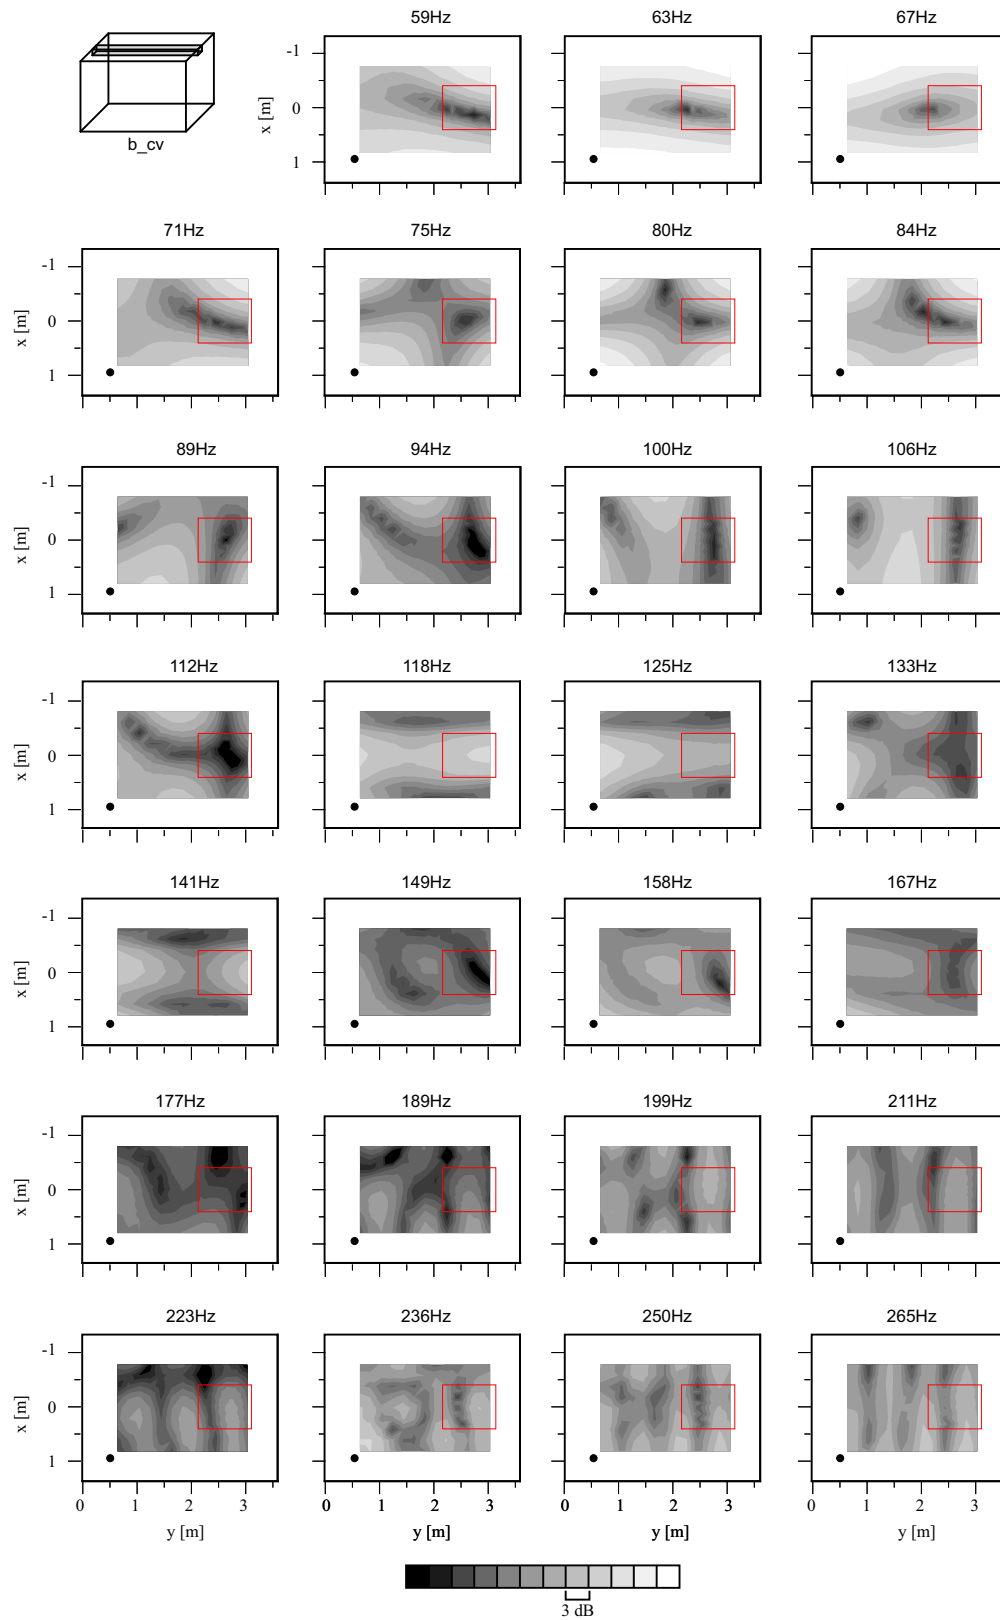 59Hz 63Hz 67Hz
b_cv
x [m] -1 0 1
71Hz 75Hz 80Hz 84Hz
x [m] -1 0 1
89Hz 94Hz 100Hz 106Hz
x [m] -1 0 1
112Hz 118Hz 125Hz 133Hz
x [m] -1 0 1
141Hz 149Hz 158Hz 167Hz
x [m] -1 0 1
177Hz 189Hz 199Hz 211Hz
x [m] -1 0 1
223Hz 236Hz 250Hz 265Hz
x [m] -1 0 1
0 1 2 3 0 1 2 3 0 1 2 3 0 1 2 3
y [m] y [m] y [m] y [m]
3 dB